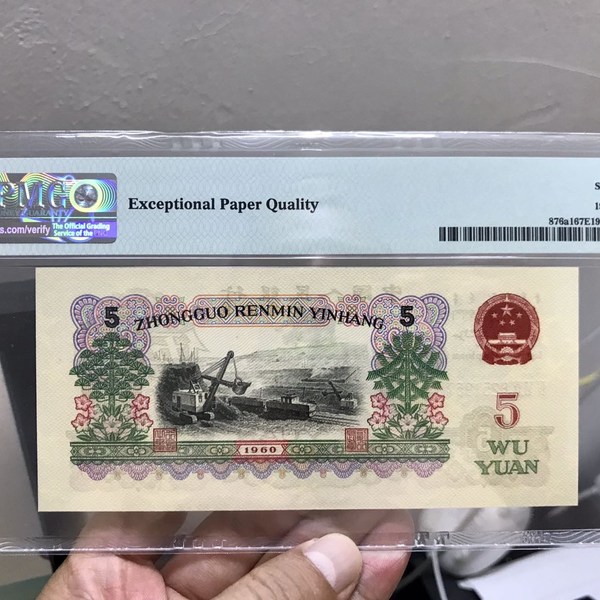 PMG
s.com/verify
The Official Grading
Service of the
Exceptional Paper Quality
876a167E19
5
ZHONGGUO RENMIN YINHANG
5
1960
5
WU
YUAN